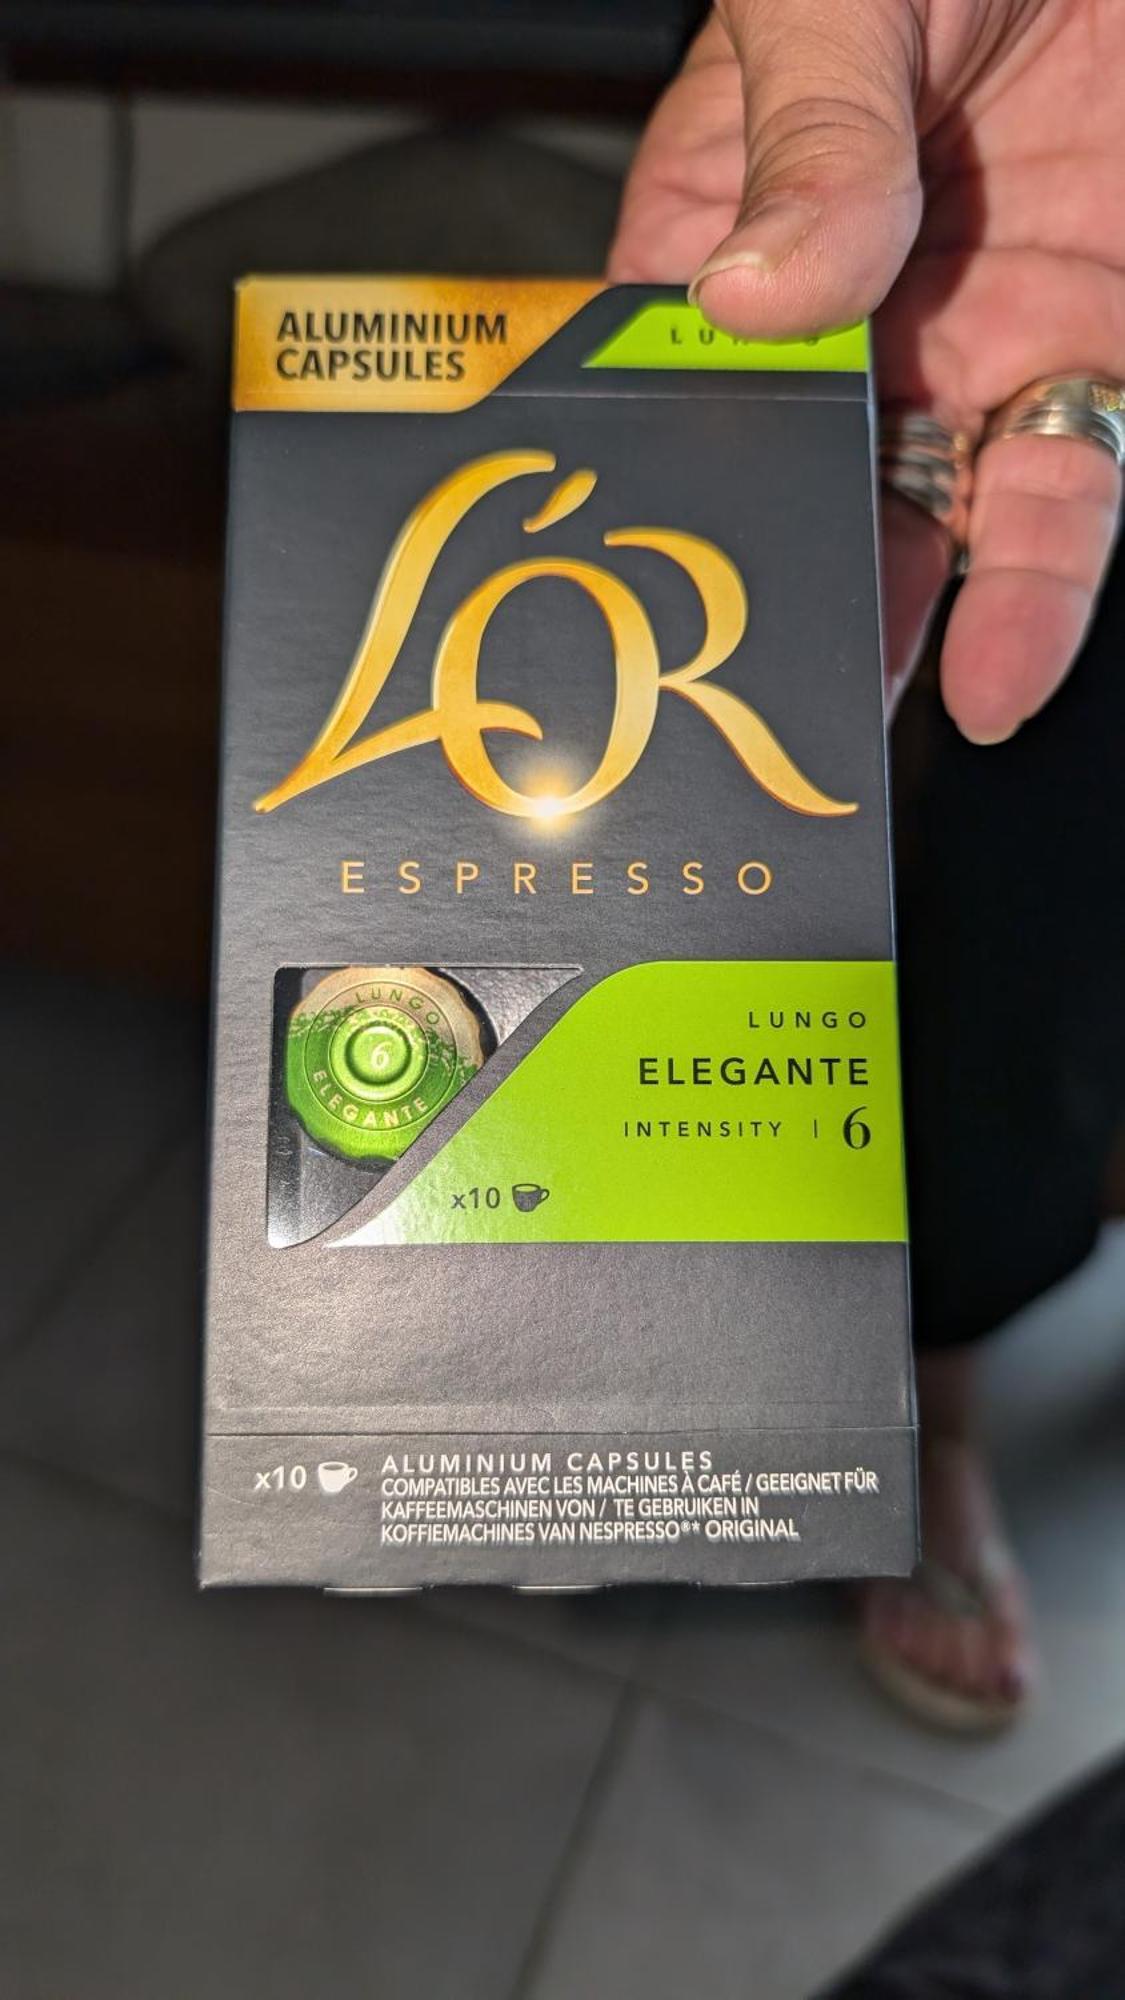 ALUMINIUM
CAPSULES
L'OR
ESPRESSO
LUNGO
6
ELEGANTE
LUNGO
ELEGANTE
INTENSITY | 6
x10
x10
ALUMINIUM CAPSULES
COMPATIBLES AVEC LES MACHINES À CAFÉ / GEEIGNET FÜR
KAFFEEMASCHINEN VON / TE GEBRUIKEN IN
KOFFIEMACHINES VAN NESPRESSO®* ORIGINAL